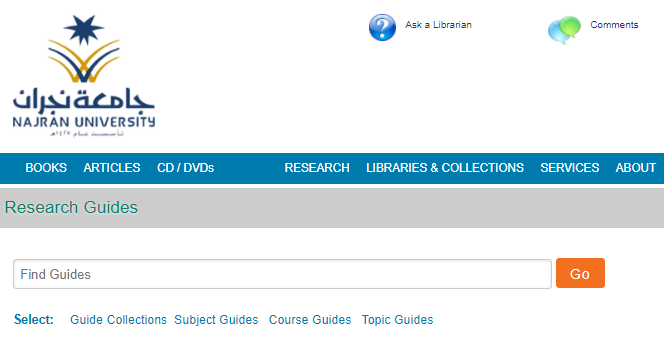 Ask a Librarian
Comments
جامعة نجران
NAJRAN UNIVERSITY
تأسست عام ١٤٢٧هـ
BOOKS ARTICLES CD / DVDs RESEARCH LIBRARIES & COLLECTIONS SERVICES ABOUT
Research Guides
Find Guides Go
Select: Guide Collections Subject Guides Course Guides Topic Guides